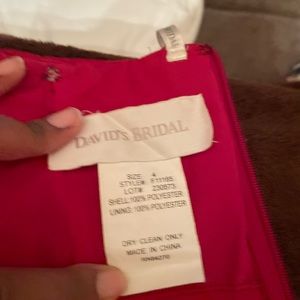 DAVID'S BRIDAL
SIZE: 4
STYLE#: F11165
LOT#: 230673
SHELL:100% POLYESTER
LINING:100% POLYESTER
DRY CLEAN ONLY
MADE IN CHINA